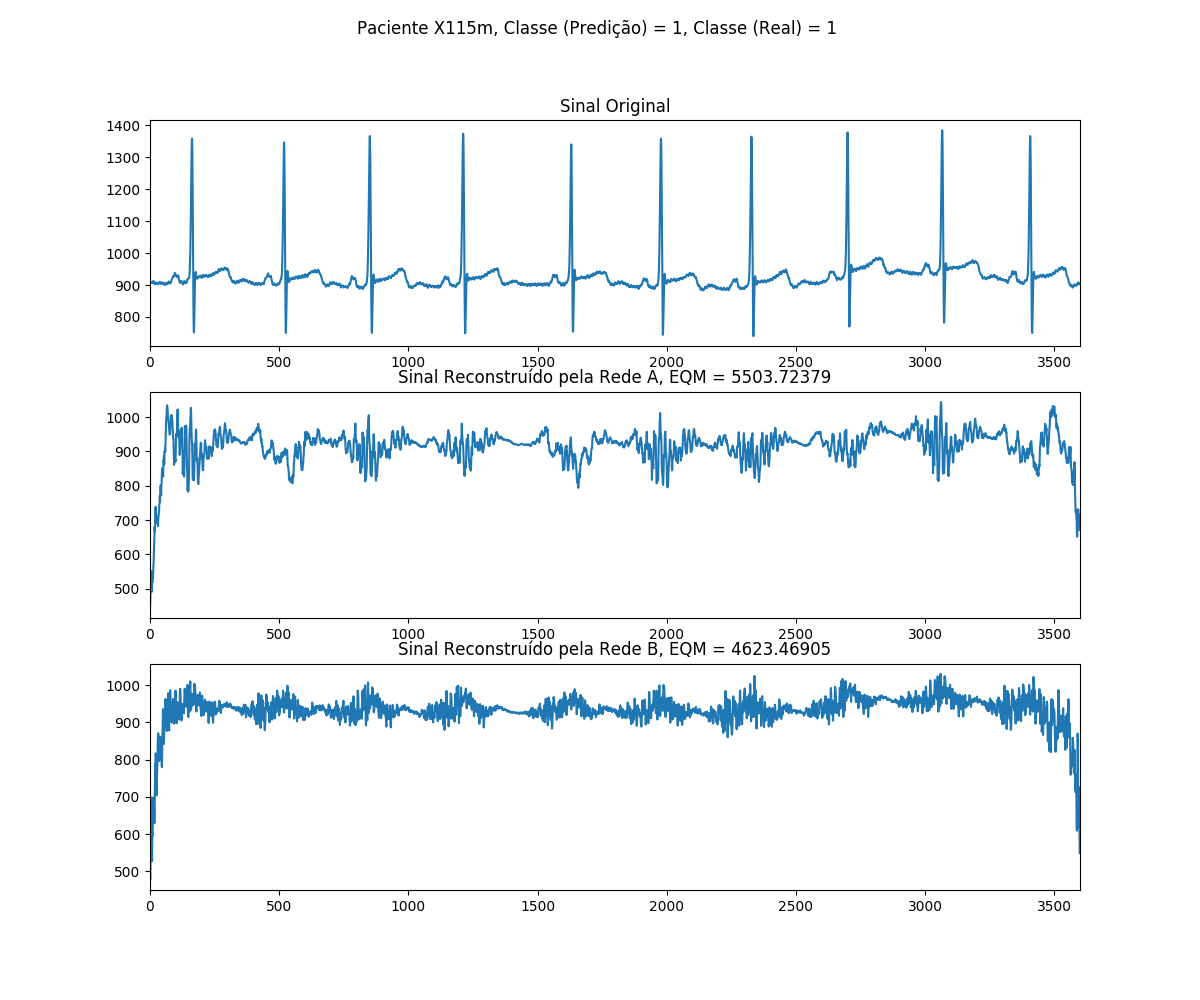 Paciente X115m, Classe (Predição) = 1, Classe (Real) = 1
Sinal Original
1400
1300
1200
1100
1000
900
800
0 500 1000 1500 2000 2500 3000 3500
Sinal Reconstruído pela Rede A, EQM = 5503.72379
1000
900
800
700
600
500
0 500 1000 1500 2000 2500 3000 3500
Sinal Reconstruído pela Rede B, EQM = 4623.46905
1000
900
800
700
600
500
0 500 1000 1500 2000 2500 3000 3500